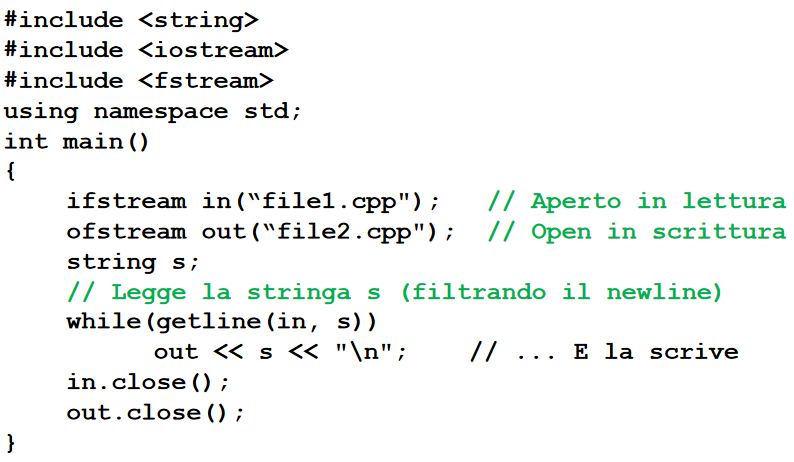 #include <string>
#include <iostream>
#include <fstream>
using namespace std;
int main()
{
ifstream in(“file1.cpp"); // Aperto in lettura
ofstream out(“file2.cpp"); // Open in scrittura
string s;
// Legge la stringa s (filtrando il newline)
while(getline(in, s))
out << s << "\n"; // ... E la scrive
in.close();
out.close();
}